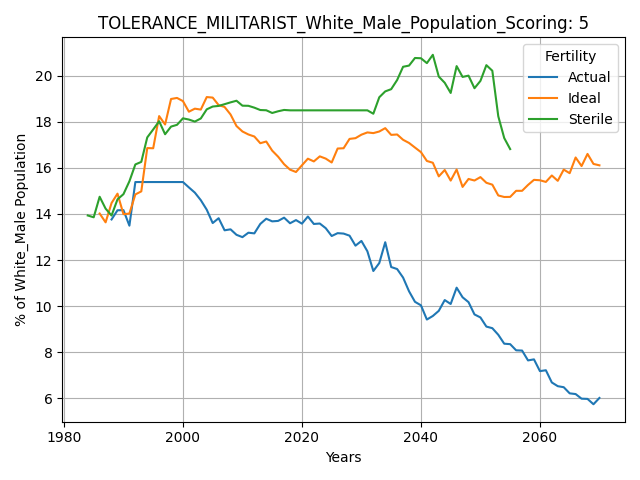 TOLERANCE_MILITARIST_White_Male_Population_Scoring: 5
Fertility
Actual
Ideal
Sterile
% of White_Male Population
20
18
16
14
12
10
8
6
1980
2000
2020
2040
2060
Years